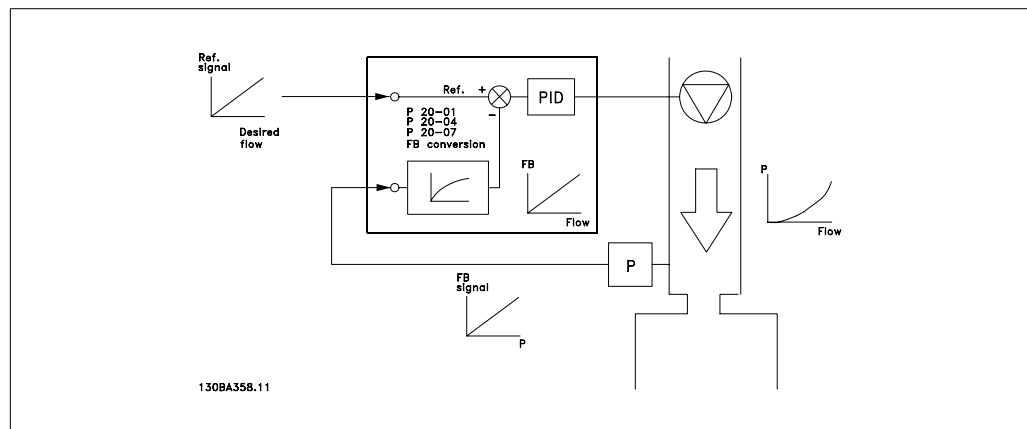 Ref.
signal
Desired
flow
Ref.
+
-
P 20-01
P 20-04
P 20-07
FB conversion
PID
FB
Flow
P
Flow
P
FB
signal
P
130BA358.11